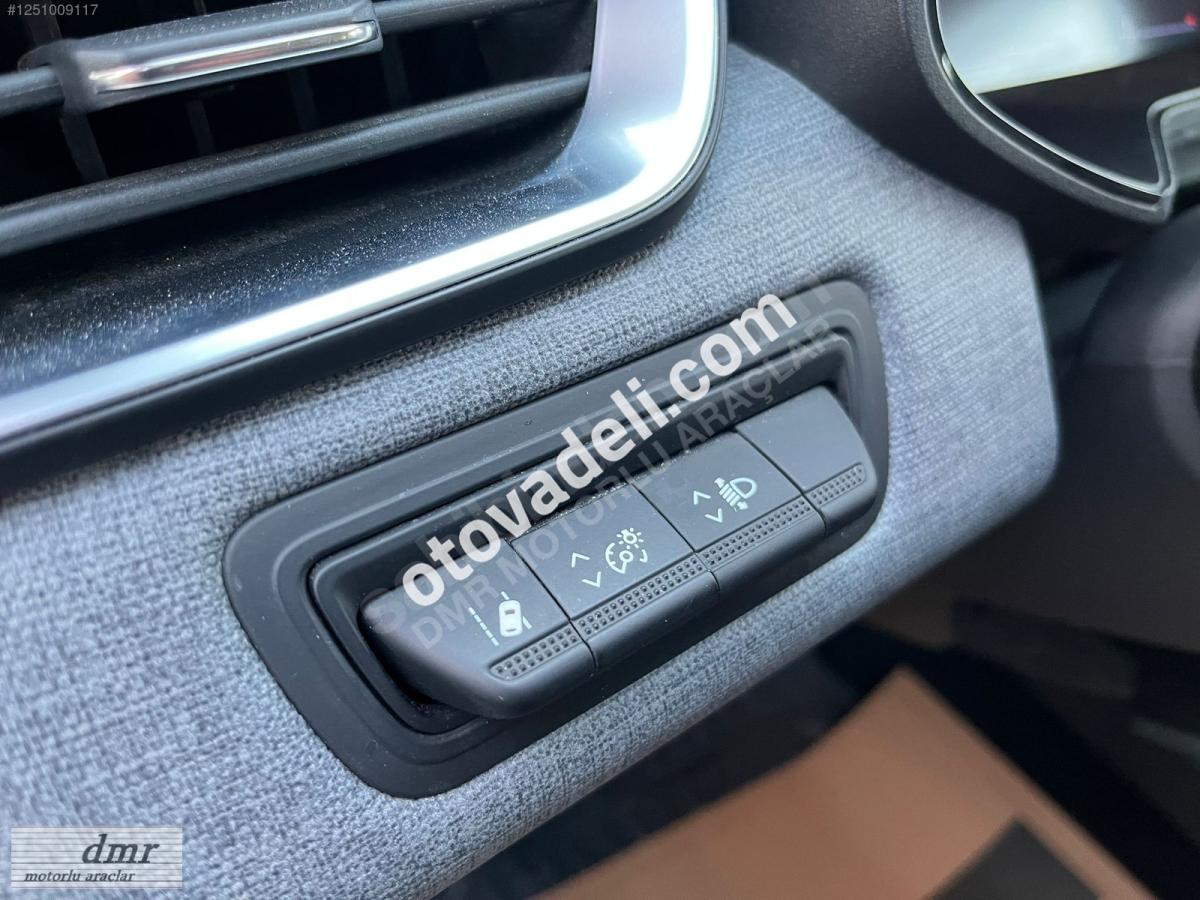 #1251009117
otovadeli.com
DMR MOTORLU ARAÇLAR
dmr
motorlu araclar